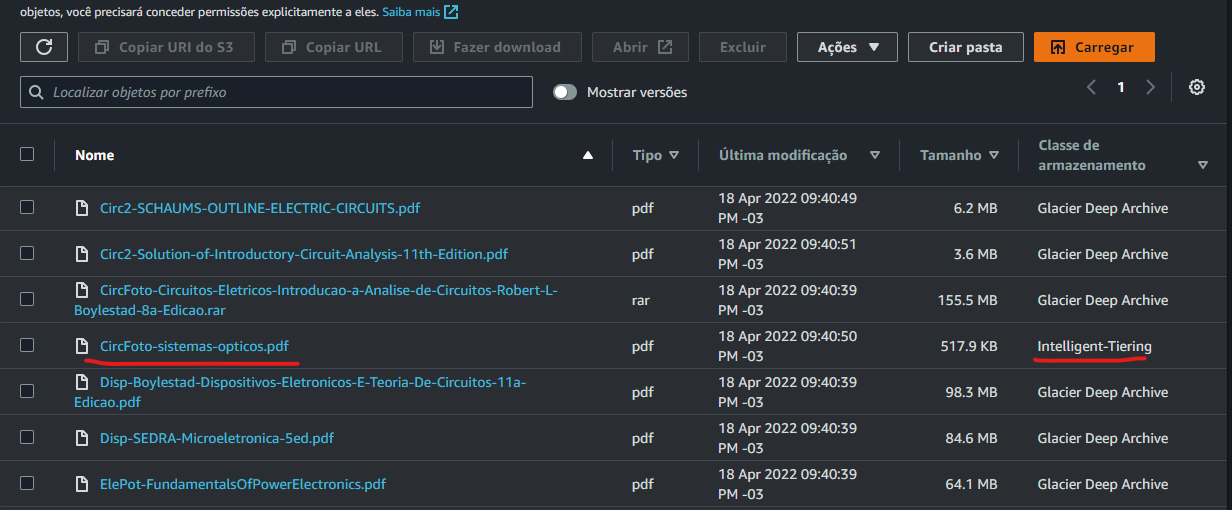 objetos, você precisará conceder permissões explicitamente a eles. Saiba mais
Copiar URI do S3 Copiar URL Fazer download Abrir Excluir Ações Criar pasta Carregar
Localizar objetos por prefixo Mostrar versões 1
Nome Tipo Última modificação Tamanho Classe de
armazenamento
Circ2-SCHAUMS-OUTLINE-ELECTRIC-CIRCUITS.pdf pdf 18 Apr 2022 09:40:49
PM -03 6.2 MB Glacier Deep Archive
Circ2-Solution-of-Introductory-Circuit-Analysis-11th-Edition.pdf pdf 18 Apr 2022 09:40:51
PM -03 3.6 MB Glacier Deep Archive
CircFoto-Circuitos-Eletricos-Introducao-a-Analise-de-Circuitos-Robert-L-
Boylestad-8a-Edicao.rar rar 18 Apr 2022 09:40:39
PM -03 155.5 MB Glacier Deep Archive
CircFoto-sistemas-opticos.pdf pdf 18 Apr 2022 09:40:50
PM -03 517.9 KB Intelligent-Tiering
Disp-Boylestad-Dispositivos-Eletronicos-E-Teoria-De-Circuitos-11a-
Edicao.pdf pdf 18 Apr 2022 09:40:39
PM -03 98.3 MB Glacier Deep Archive
Disp-SEDRA-Microeletronica-5ed.pdf pdf 18 Apr 2022 09:40:39
PM -03 84.6 MB Glacier Deep Archive
ElePot-FundamentalsOfPowerElectronics.pdf pdf 18 Apr 2022 09:40:39
PM -03 64.1 MB Glacier Deep Archive